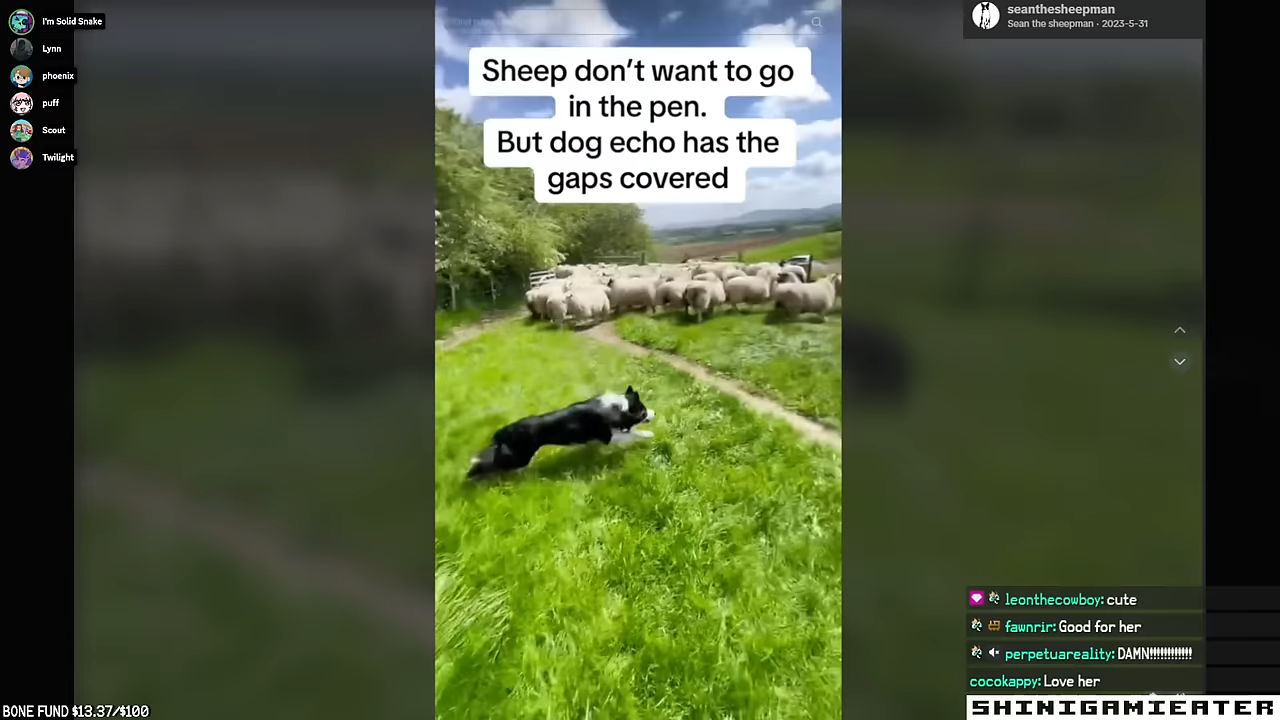 I'm Solid Snake
Lynn
phoenix
puff
Scout
Twilight
Sheep don't want to go
in the pen.
But dog echo has the
gaps covered
seanthesheepman
Sean the sheepman · 2023-5-31
leonthecowboy: cute
fawnrir: Good for her
perpetuareality: DAMN!!!!!!!!!!!!
cocokappy: Love her
BONE FUND $13.37/$100
SHINIGAMIEATER